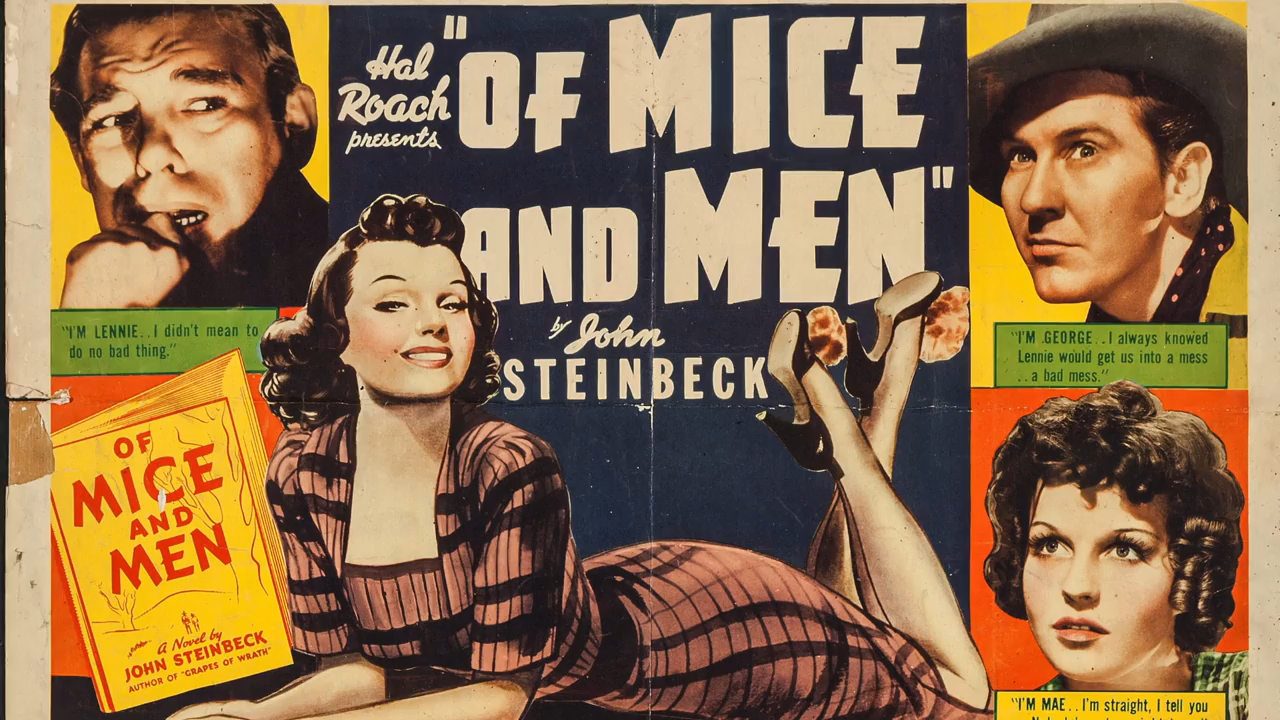 Hal
Roach
presents
"OF MICE
AND MEN"
by John
STEINBECK
"I'M LENNIE.. I didn't mean to
do no bad thing."
"I'M GEORGE.. I always knowed
Lennie would get us into a mess
.. a bad mess."
OF
MICE
AND
MEN
a Novel by
JOHN STEINBECK
AUTHOR OF "GRAPES OF WRATH"
"I'M MAE.. I'm straight, I tell you